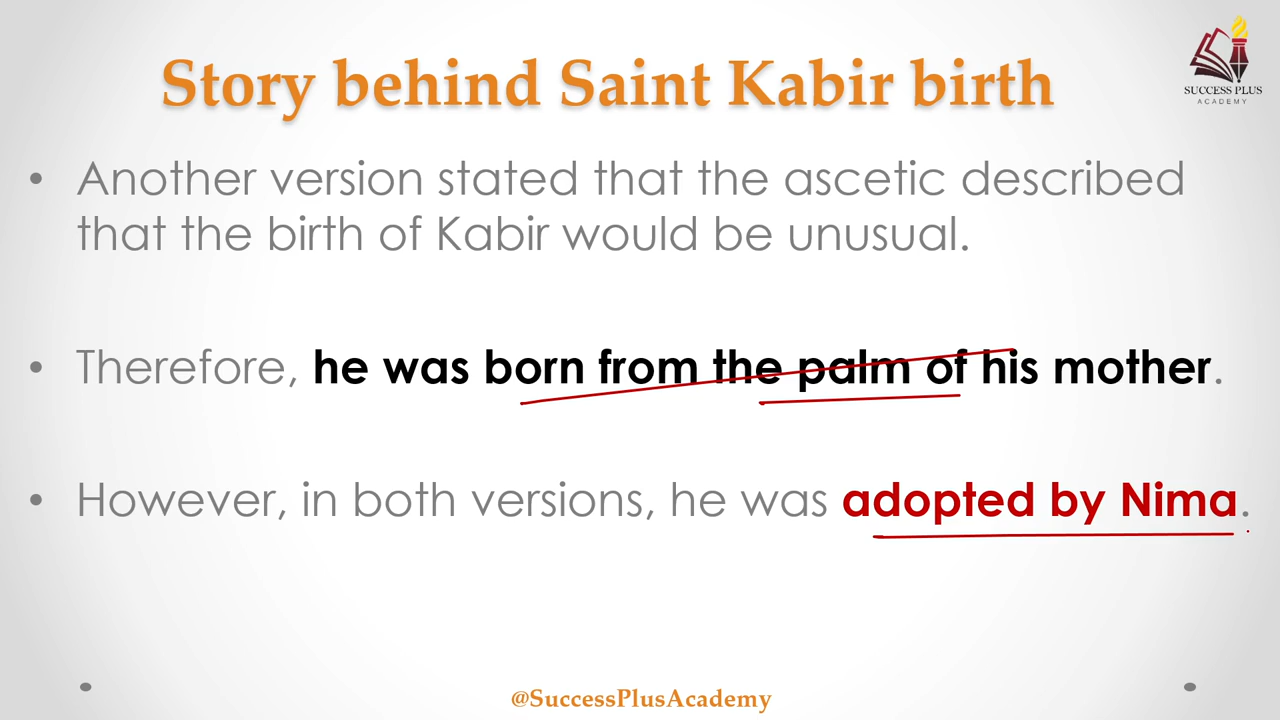 Story behind Saint Kabir birth
SUCCESS PLUS
ACADEMY
• Another version stated that the ascetic described
that the birth of Kabir would be unusual.
• Therefore, he was born from the palm of his mother.
• However, in both versions, he was adopted by Nima.
@SuccessPlusAcademy